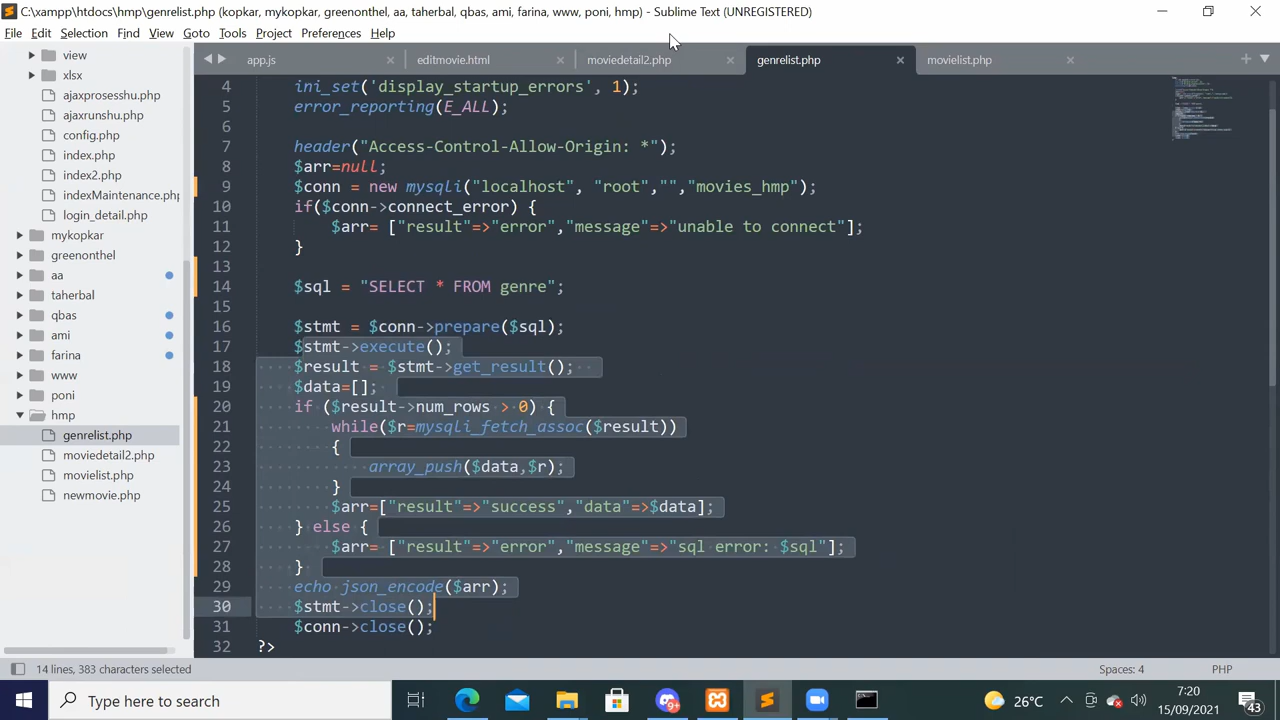 C:\xampp\htdocs\hmp\genrelist.php (kopkar, mykopkar, greenonthel, aa, taherbal, qbas, ami, farina, www, poni, hmp) - Sublime Text (UNREGISTERED)
File Edit Selection Find View Goto Tools Project Preferences Help
view
xlsx
ajaxprosesshu.php
ajaxrunshu.php
config.php
index.php
index2.php
indexMaintenance.php
login_detail.php
mykopkar
greenonthel
aa
taherbal
qbas
ami
farina
www
poni
hmp
genrelist.php
moviedetail2.php
movielist.php
newmovie.php
app.js editmovie.html moviedetail2.php genrelist.php movielist.php
4 ini_set('display_startup_errors', 1);
5 error_reporting(E_ALL);
6
7 header("Access-Control-Allow-Origin: *");
8 $arr=null;
9 $conn = new mysqli("localhost", "root","","movies_hmp");
10 if($conn->connect_error) {
11 $arr= ["result"=>"error","message"=>"unable to connect"];
12 }
13
14 $sql = "SELECT * FROM genre";
15
16 $stmt = $conn->prepare($sql);
17 $stmt->execute();
18 $result = $stmt->get_result();
19 $data=[];
20 if ($result->num_rows > 0) {
21 while($r=mysqli_fetch_assoc($result))
22 {
23 array_push($data,$r);
24 }
25 $arr=["result"=>"success","data"=>$data];
26 } else {
27 $arr= ["result"=>"error","message"=>"sql error: $sql"];
28 }
29 echo json_encode($arr);
30 $stmt->close();
31 $conn->close();
32 ?>
14 lines, 383 characters selected Spaces: 4 PHP
Type here to search 26°C 7:20
15/09/2021 43